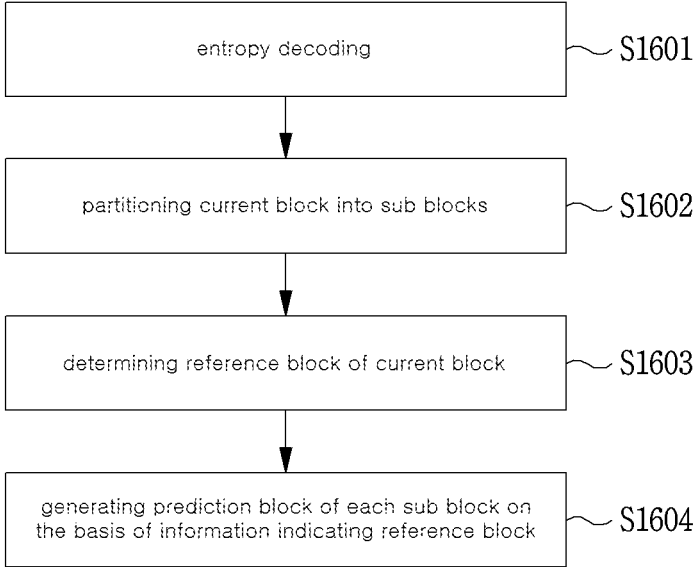 entropy decoding
S1601
partitioning current block into sub blocks
S1602
determining reference block of current block
S1603
generating prediction block of each sub block on
the basis of information indicating reference block
S1604